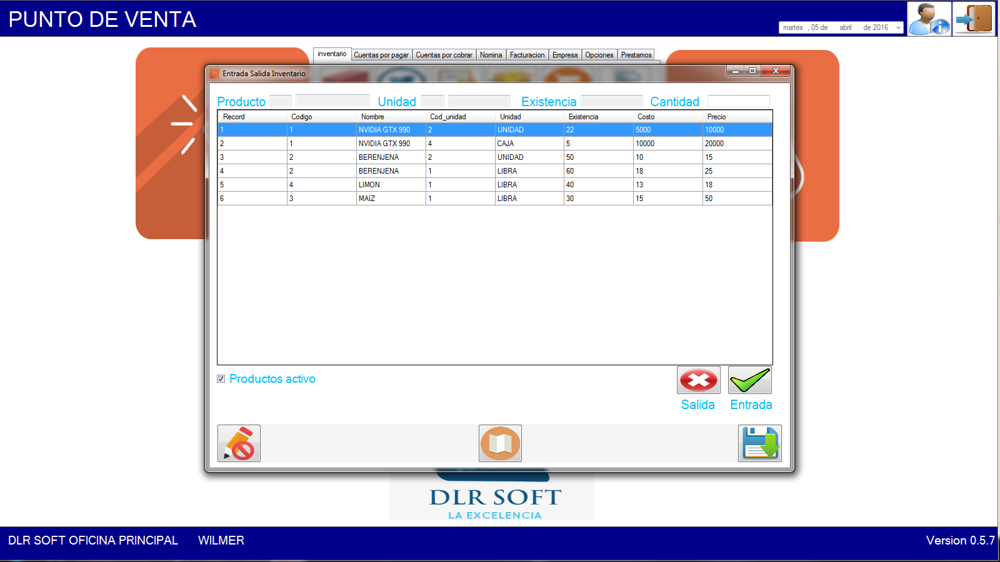 PUNTO DE VENTA
martes , 05 de abril de 2016
inventario Cuentas por pagar Cuentas por cobrar Nomina Facturacion Empresa Opciones Prestamos
Entrada Salida Inventario
Producto Unidad Existencia Cantidad
Record Codigo Nombre Cod_unidad Unidad Existencia Costo Precio
1 1 NVIDIA GTX 990 2 UNIDAD 22 5000 10000
2 1 NVIDIA GTX 990 4 CAJA 5 10000 20000
3 2 BERENJENA 2 UNIDAD 50 10 15
4 2 BERENJENA 1 LIBRA 60 18 25
5 4 LIMON 1 LIBRA 40 13 18
6 3 MAIZ 1 LIBRA 30 15 50
Productos activo
Salida Entrada
DLR SOFT
LA EXCELENCIA
DLR SOFT OFICINA PRINCIPAL WILMER Version 0.5.7